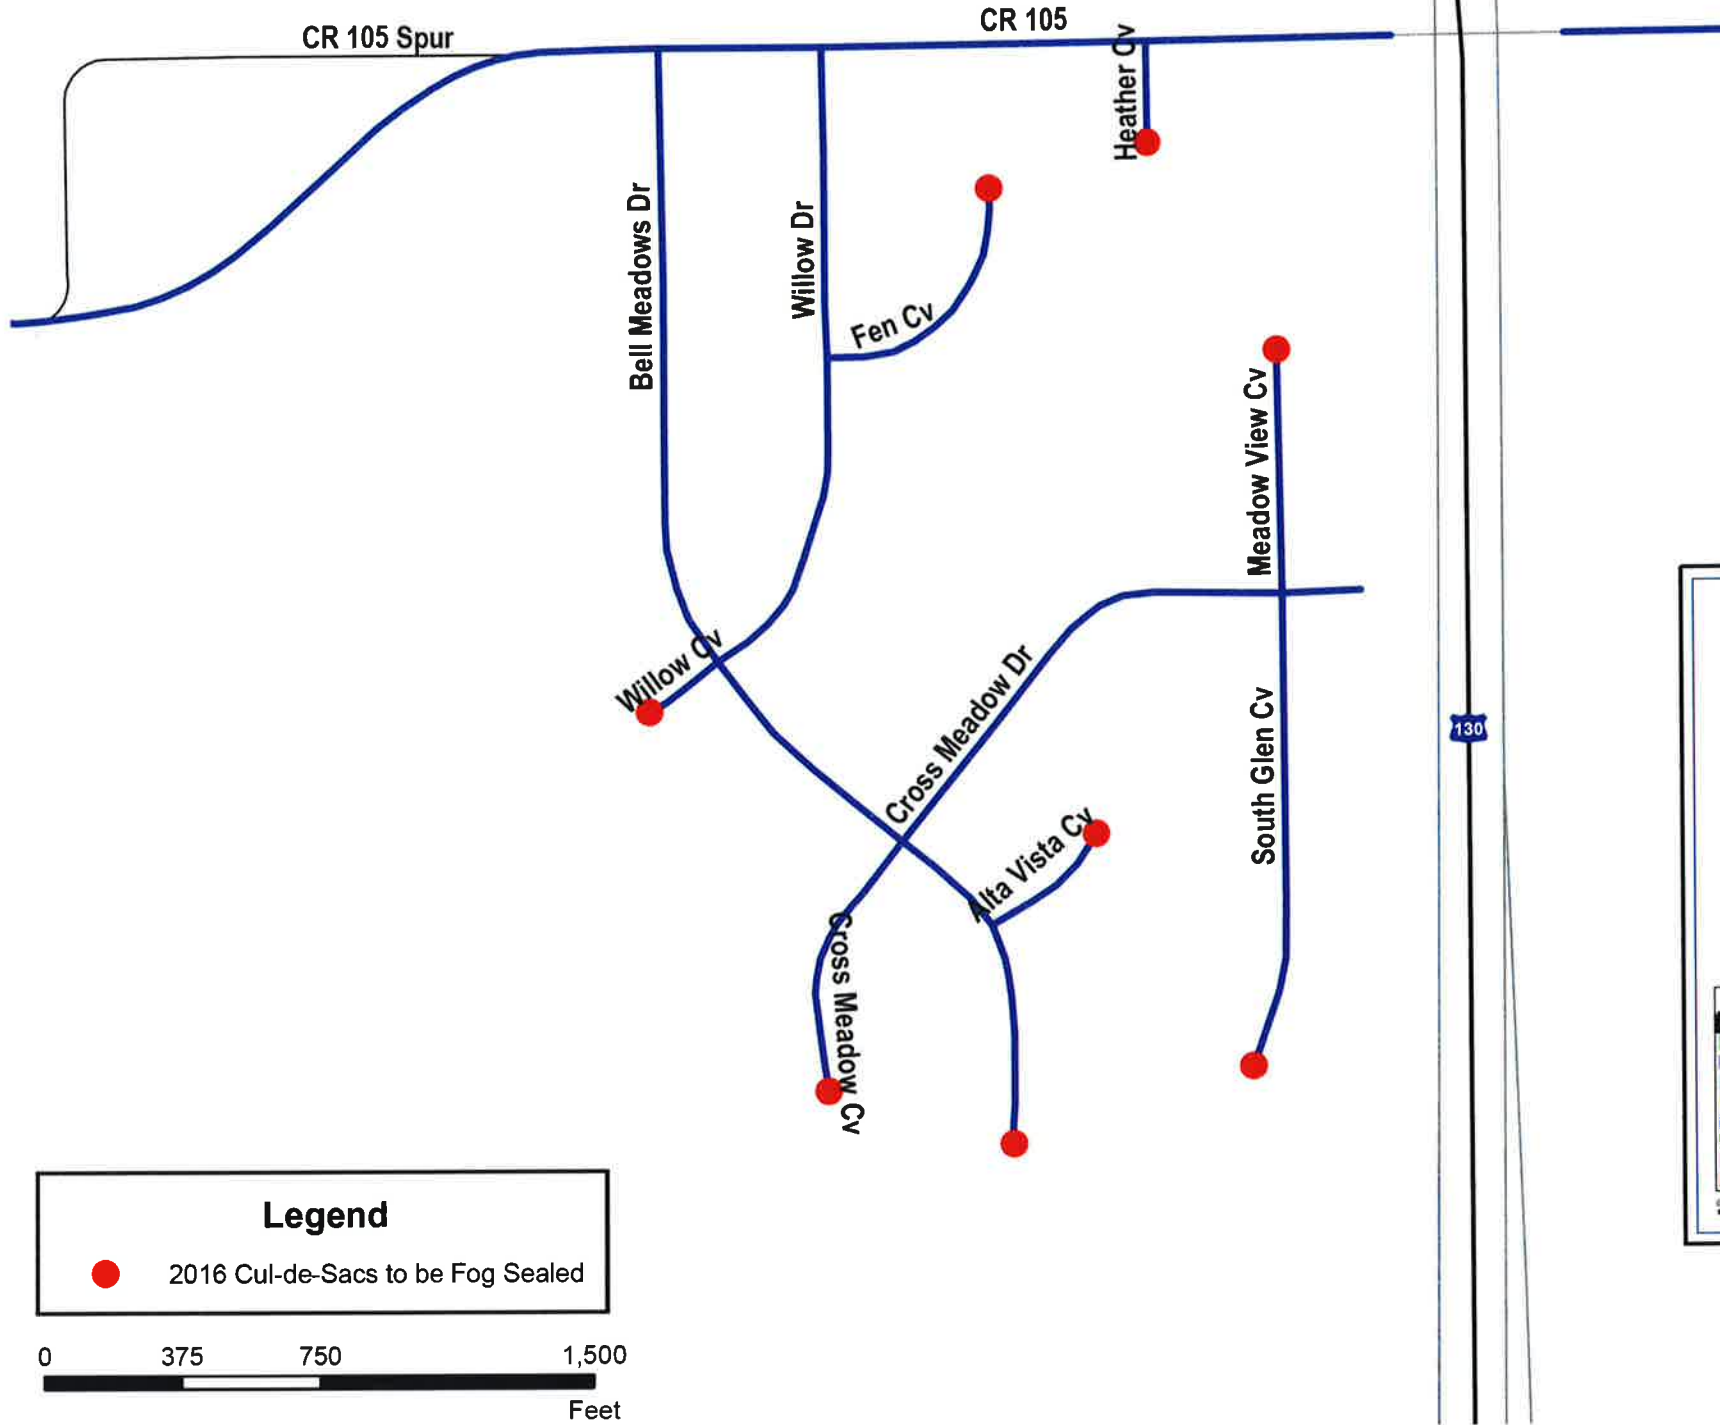 CR 105
CR 105 Spur
Heather Cv
Bell Meadows Dr
Willow Dr
Fen Cv
Meadow View Cv
Willow Cv
Cross Meadow Dr
South Glen Cv
130
Alta Vista Cv
Cross Meadow Cv
Legend
2016 Cul-de-Sacs to be Fog Sealed
0 375 750 1,500
Feet